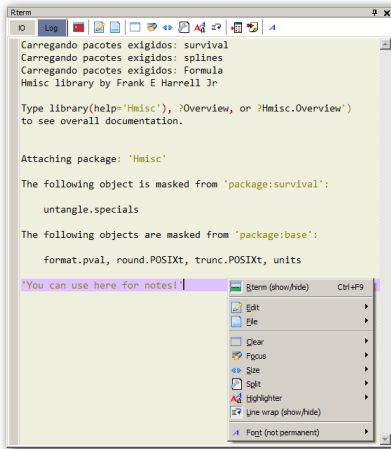 Rterm
IO
Log
Carregando pacotes exigidos: survival
Carregando pacotes exigidos: splines
Carregando pacotes exigidos: Formula
Hmisc library by Frank E Harrell Jr
Type library(help='Hmisc'), ?Overview, or ?Hmisc.Overview')
to see overall documentation.
Attaching package: 'Hmisc'
The following object is masked from 'package:survival':
untangle.specials
The following objects are masked from 'package:base':
format.pval, round.POSIXt, trunc.POSIXt, units
'You can use here for notes!'
Rterm (show/hide) Ctrl+F9
Edit
File
Clear
Focus
Size
Split
Highlighter
Line wrap (show/hide)
Font (not permanent)